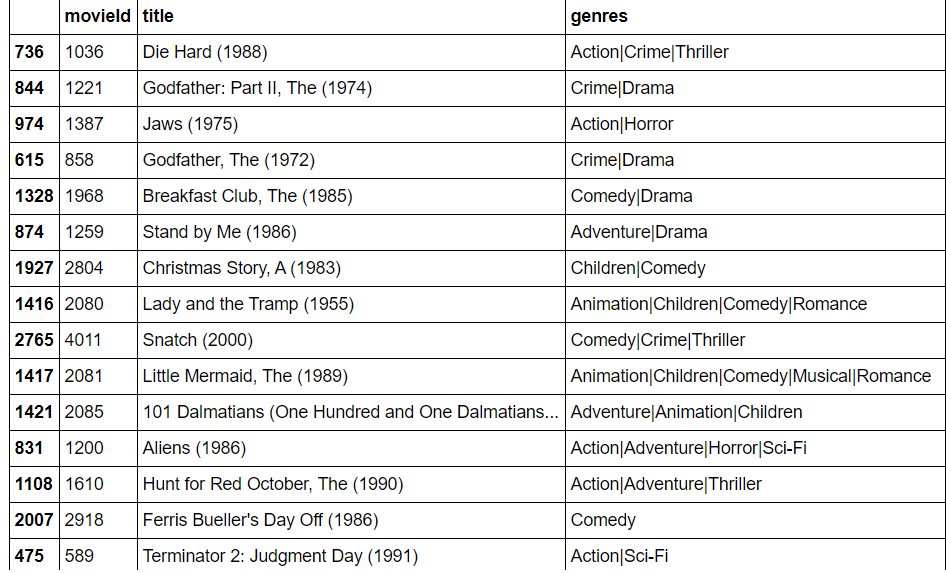 movieId title genres
736 1036 Die Hard (1988) Action|Crime|Thriller
844 1221 Godfather: Part II, The (1974) Crime|Drama
974 1387 Jaws (1975) Action|Horror
615 858 Godfather, The (1972) Crime|Drama
1328 1968 Breakfast Club, The (1985) Comedy|Drama
874 1259 Stand by Me (1986) Adventure|Drama
1927 2804 Christmas Story, A (1983) Children|Comedy
1416 2080 Lady and the Tramp (1955) Animation|Children|Comedy|Romance
2765 4011 Snatch (2000) Comedy|Crime|Thriller
1417 2081 Little Mermaid, The (1989) Animation|Children|Comedy|Musical|Romance
1421 2085 101 Dalmatians (One Hundred and One Dalmatians... Adventure|Animation|Children
831 1200 Aliens (1986) Action|Adventure|Horror|Sci-Fi
1108 1610 Hunt for Red October, The (1990) Action|Adventure|Thriller
2007 2918 Ferris Bueller's Day Off (1986) Comedy
475 589 Terminator 2: Judgment Day (1991) Action|Sci-Fi